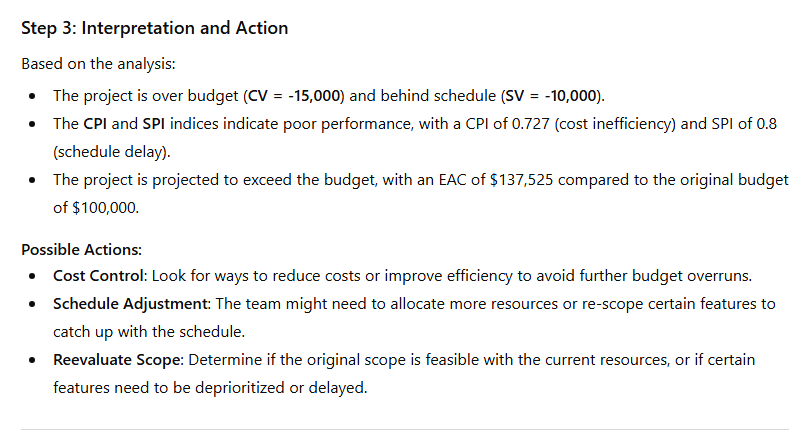 Step 3: Interpretation and Action
Based on the analysis:
• The project is over budget (CV = -15,000) and behind schedule (SV = -10,000).
• The CPI and SPI indices indicate poor performance, with a CPI of 0.727 (cost inefficiency) and SPI of 0.8
(schedule delay).
• The project is projected to exceed the budget, with an EAC of $137,525 compared to the original budget
of $100,000.
Possible Actions:
• Cost Control: Look for ways to reduce costs or improve efficiency to avoid further budget overruns.
• Schedule Adjustment: The team might need to allocate more resources or re-scope certain features to
catch up with the schedule.
• Reevaluate Scope: Determine if the original scope is feasible with the current resources, or if certain
features need to be deprioritized or delayed.